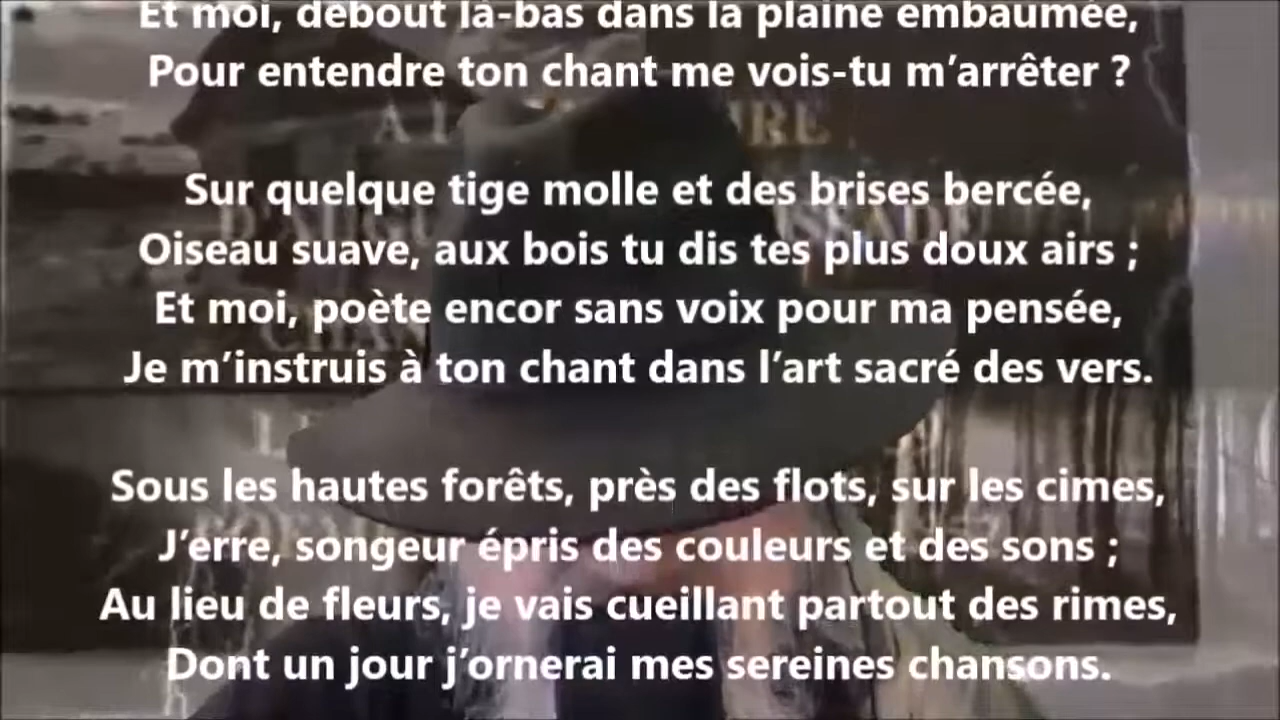 Et moi, debout là-bas dans la plaine embaumée,
Pour entendre ton chant me vois-tu m’arrêter ?
Sur quelque tige molle et des brises bercée,
Oiseau suave, aux bois tu dis tes plus doux airs ;
Et moi, poète encor sans voix pour ma pensée,
Je m’instruis à ton chant dans l’art sacré des vers.
Sous les hautes forêts, près des flots, sur les cimes,
J’erre, songeur épris des couleurs et des sons ;
Au lieu de fleurs, je vais cueillant partout des rimes,
Dont un jour j’ornerai mes sereines chansons.